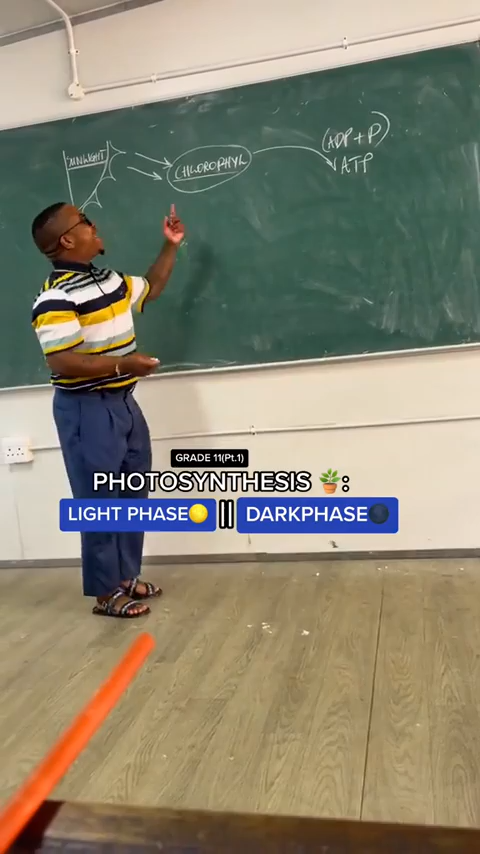 SUNLIGHT
CHLOROPHYL
(ADP + P)
ATP
GRADE 11(Pt.1)
PHOTOSYNTHESIS 🪴:
LIGHT PHASE🌕 || DARKPHASE🌑